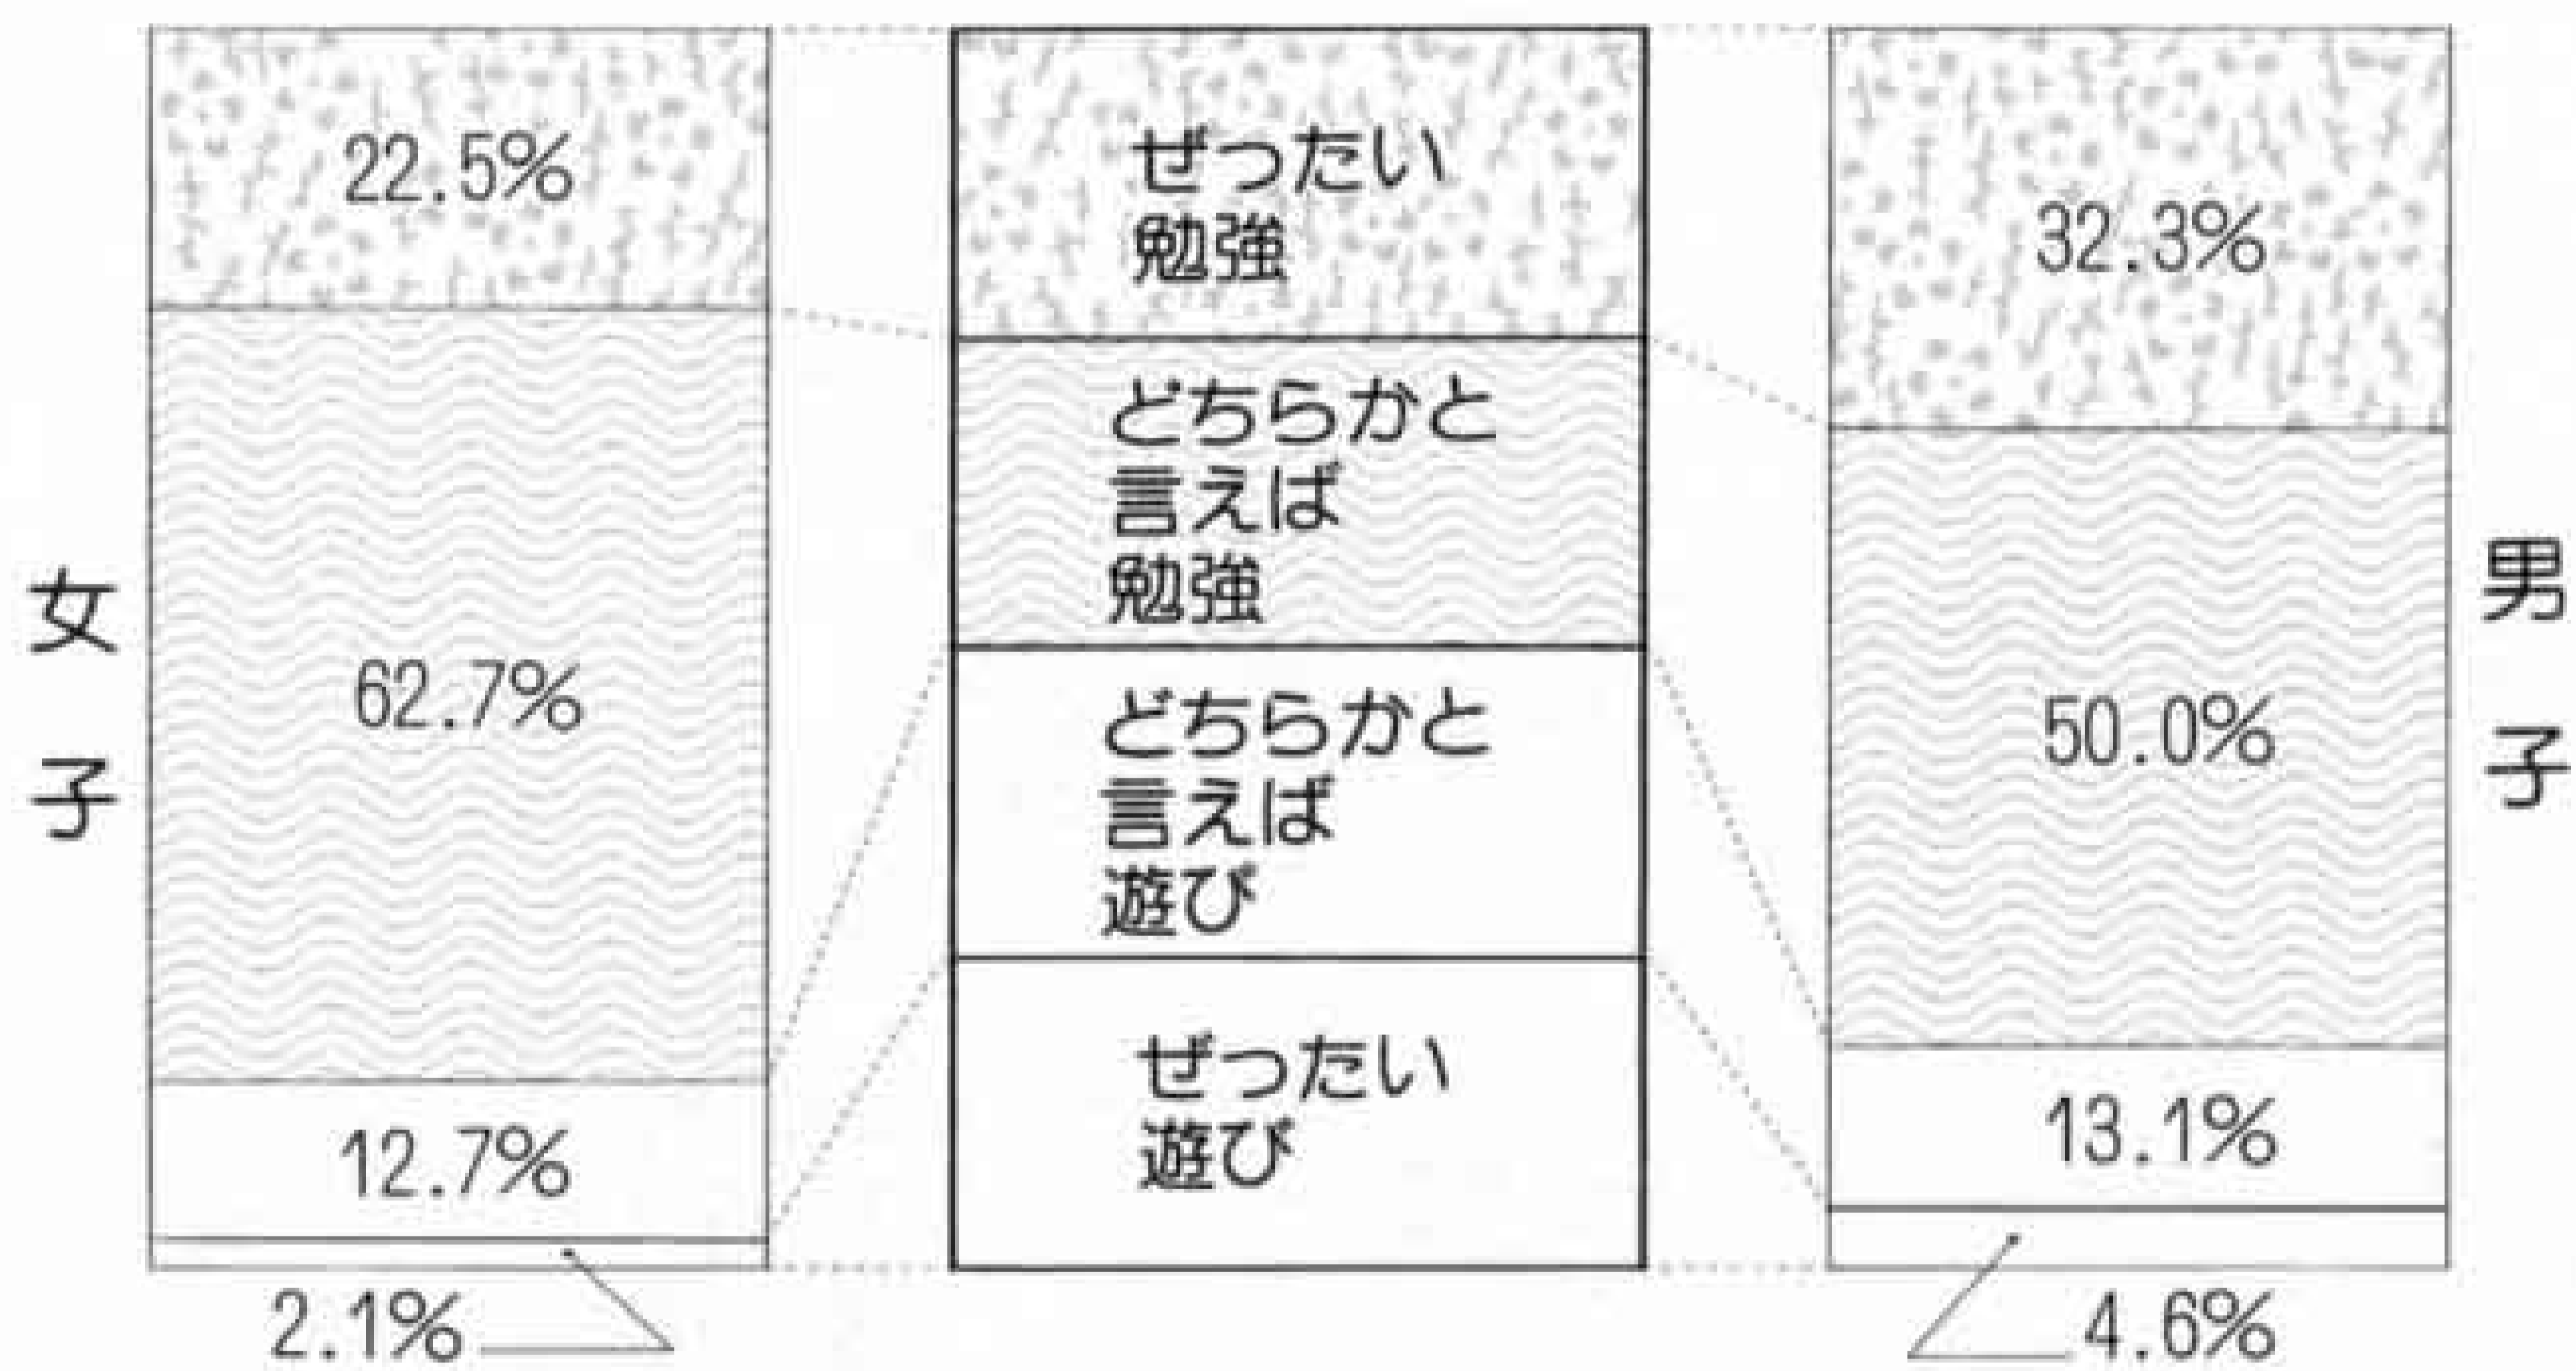 女子
22.5%
62.7%
12.7%
2.1%
ぜったい
勉強
どちらかと
言えば
勉強
どちらかと
言えば
遊び
ぜったい
遊び
32.3%
50.0%
13.1%
4.6%
男子